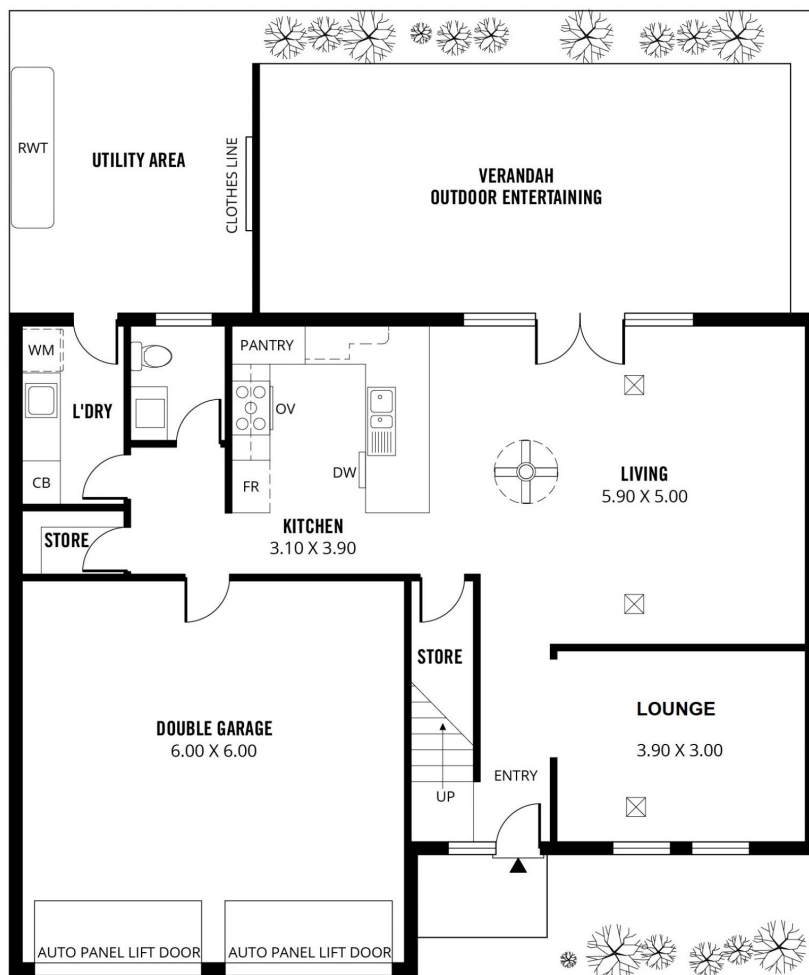 RWT
UTILITY AREA
CLOTHES LINE
VERANDAH
OUTDOOR ENTERTAINING
WM
L'DRY
CB
STORE
PANTRY
OV
FR
DW
KITCHEN
3.10 X 3.90
LIVING
5.90 X 5.00
STORE
UP
ENTRY
LOUNGE
3.90 X 3.00
DOUBLE GARAGE
6.00 X 6.00
AUTO PANEL LIFT DOOR
AUTO PANEL LIFT DOOR